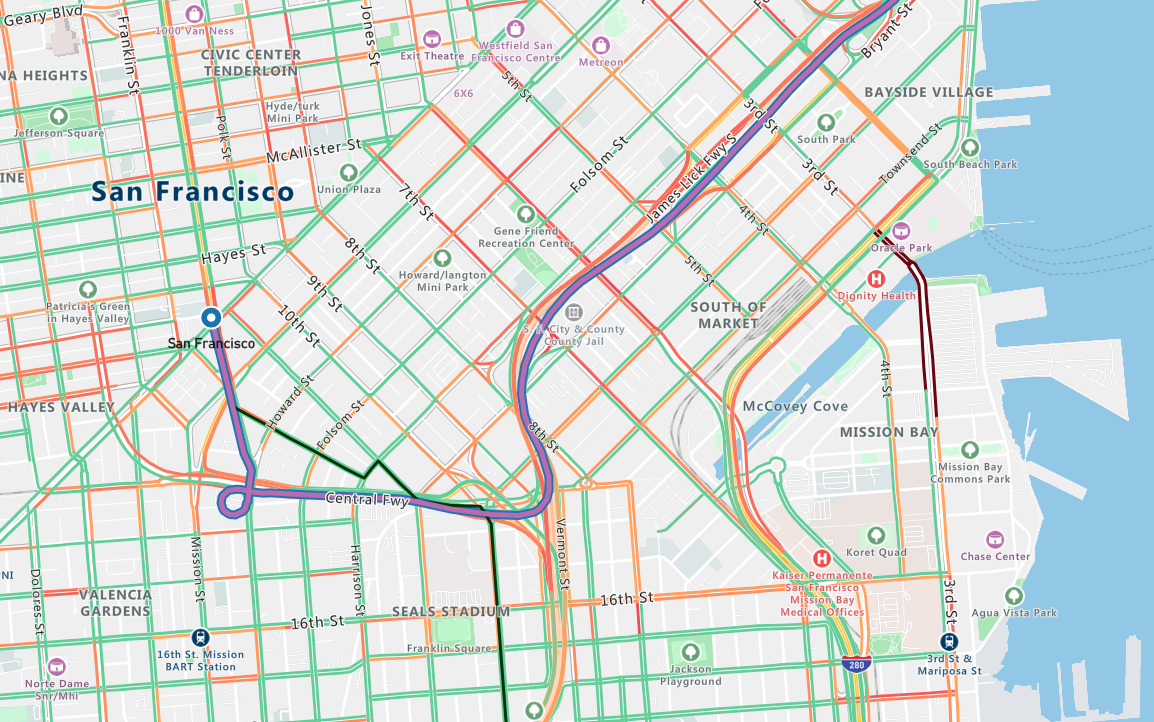 Geary Blvd
Franklin St
1000 Van Ness
Jones St
Exit Theatre
Westfield San
Francisco Centre
Metreon
Bryant St
CIVIC CENTER
TENDERLOIN
NA HEIGHTS
6X6
5th St
BAYSIDE VILLAGE
Hyde/turk
Mini Park
Jefferson-Square
Polk St
3rd St
South Park
McAllister St
Townsend St
South Beach Park
INE
San Francisco
Union Plaza
7th St
Folsom St
James Lick Fwy S
3rd St
4th St
Gene Friend
Recreation Center
Oracle Park
Hayes St
8th St
Howard/langton
Mini Park
5th St
Dignity Health
Patricia's Green
in Hayes Valley
9th St
10th St
S. F. City & County
County Jail
SOUTH OF
MARKET
San Francisco
4th St
HAYES VALLEY
Howard St
Folsom St
8th St
McCovey Cove
MISSION BAY
Mission Bay
Commons Park
Central Fwy
Vermont St
Koret Quad
Chase Center
Mission St
Harrison St
Dolores St
NI
Kaiser Permanente
San Francisco
Mission Bay
Medical Offices
3rd St
VALENCIA
GARDENS
SEALS STADIUM
16th St
16th St
Agua Vista Park
Franklin Square
16th St. Mission
BART Station
Jackson
Playground
280
3rd St &
Mariposa St
Norte Dame
Snr/Mhi